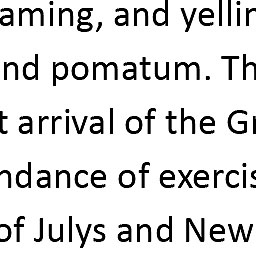 aming, and yellin
nd pomatum. Th
t arrival of the Gr
ndance of exercis
of Julys and New